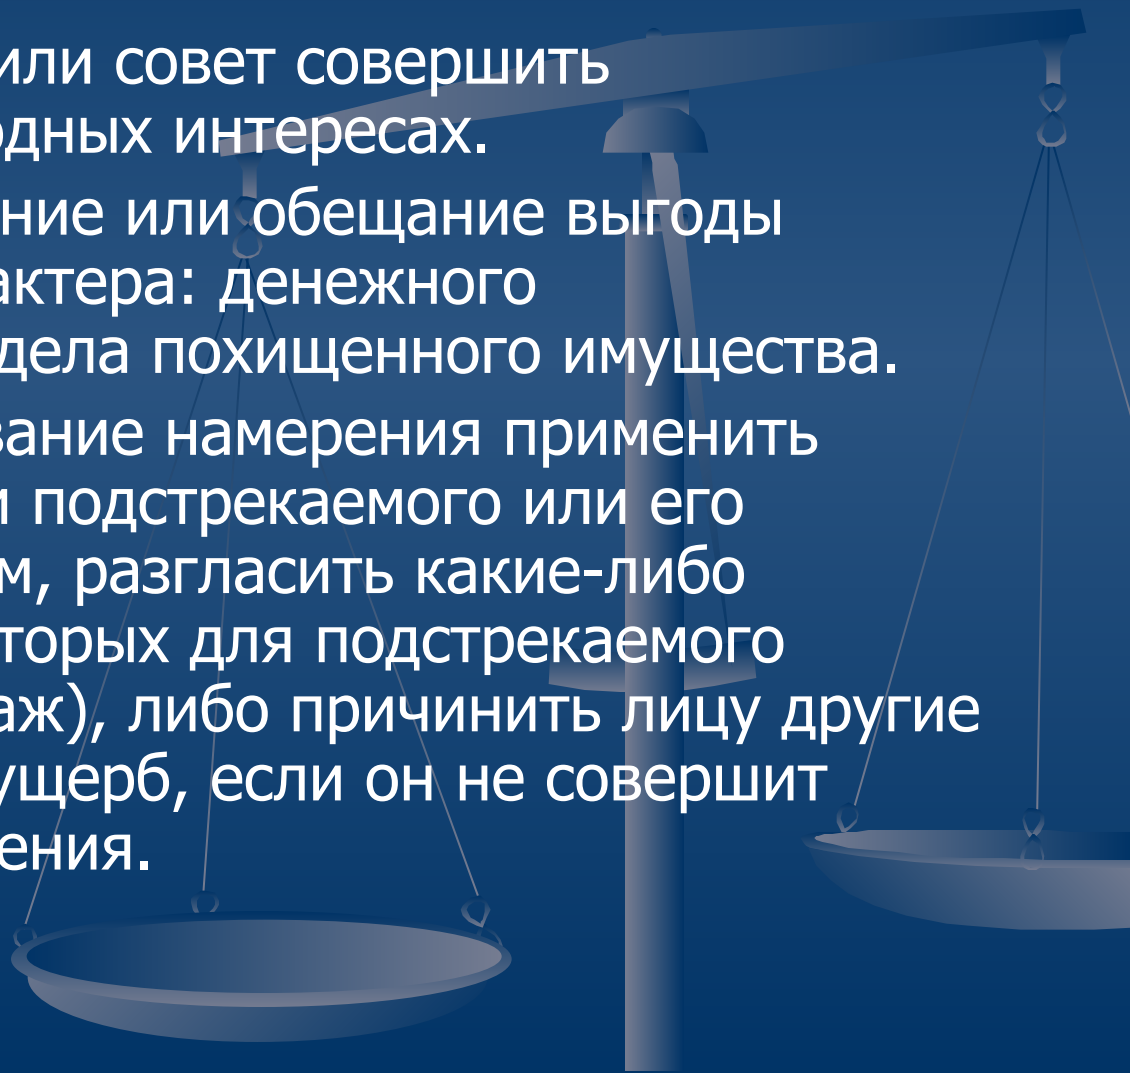 или совет совершить
одных интересах.
ние или обещание выгоды
актера: денежного
дела похищенного имущества.
вание намерения применить
и подстрекаемого или его
м, разгласить какие-либо
торых для подстрекаемого
аж), либо причинить лицу другие
ущерб, если он не совершит
ения.